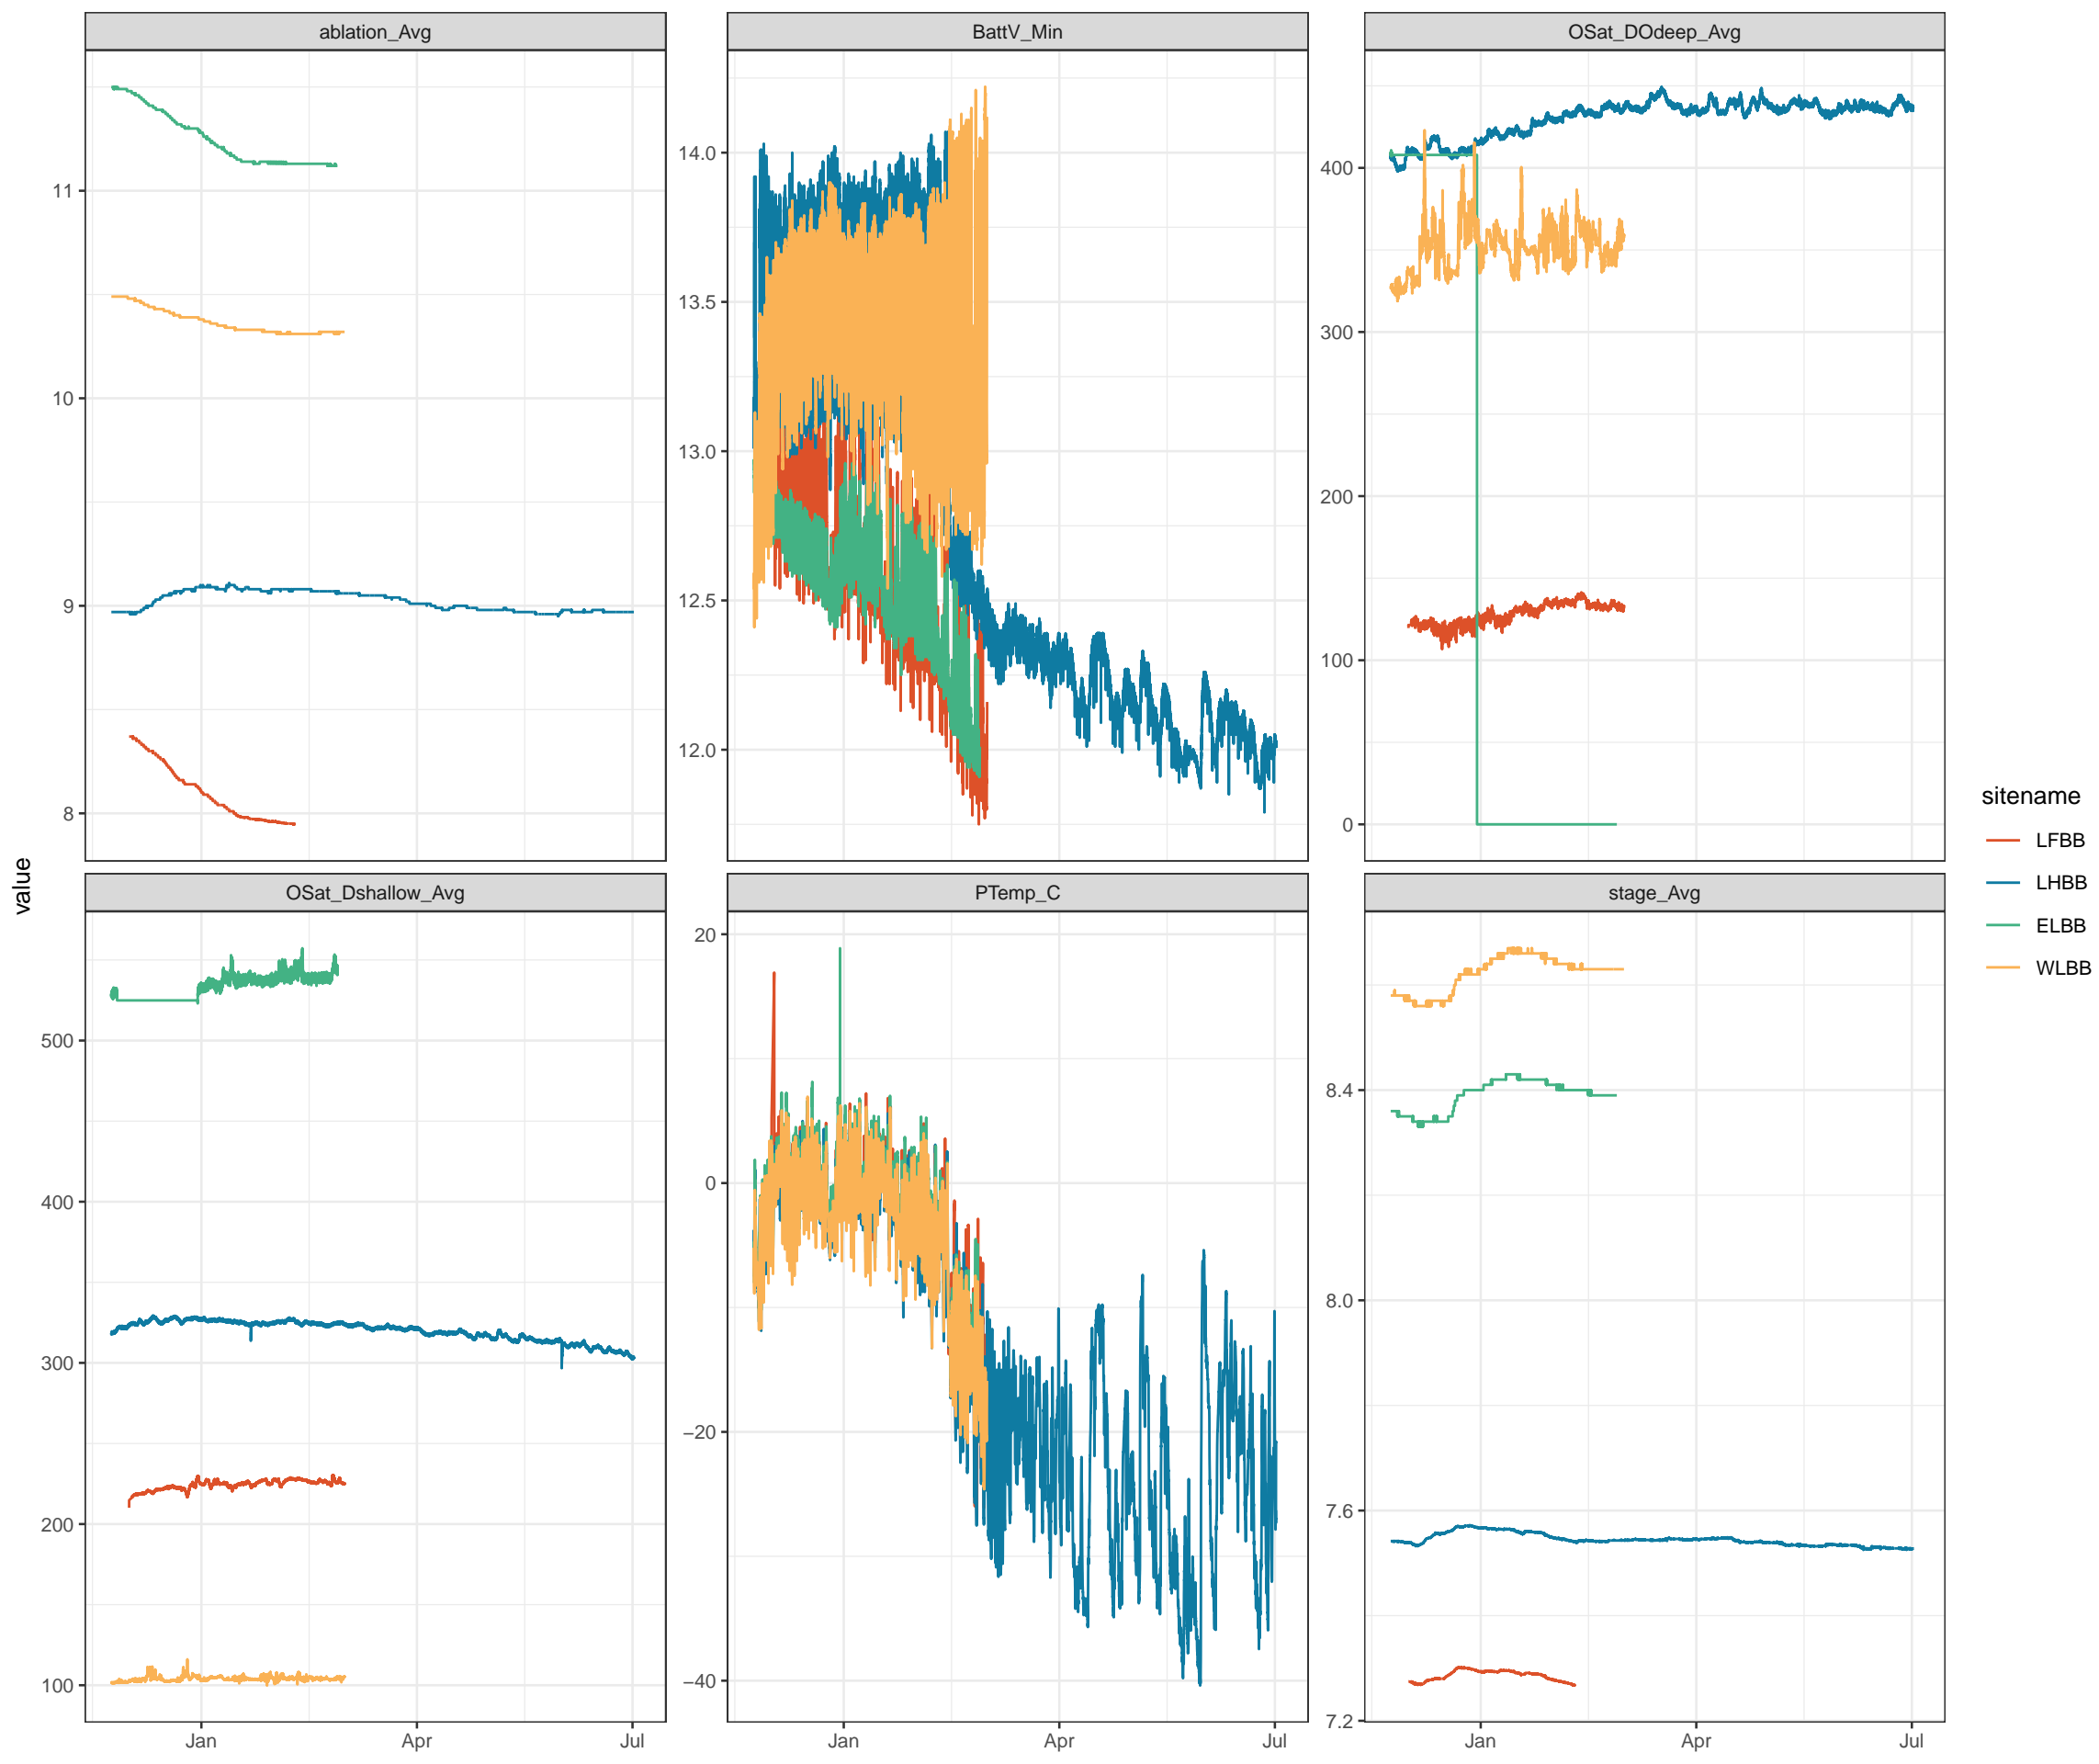 ablation_Avg
BattV_Min
OSat_DOdeep_Avg
11
10
9
8
14.0
13.5
13.0
12.5
12.0
400
300
200
100
0
value
OSat_Dshallow_Avg
PTemp_C
stage_Avg
500
400
300
200
100
20
0
−20
−40
8.4
8.0
7.6
7.2
Jan
Apr
Jul
Jan
Apr
Jul
Jan
Apr
Jul
sitename
LFBB
LHBB
ELBB
WLBB